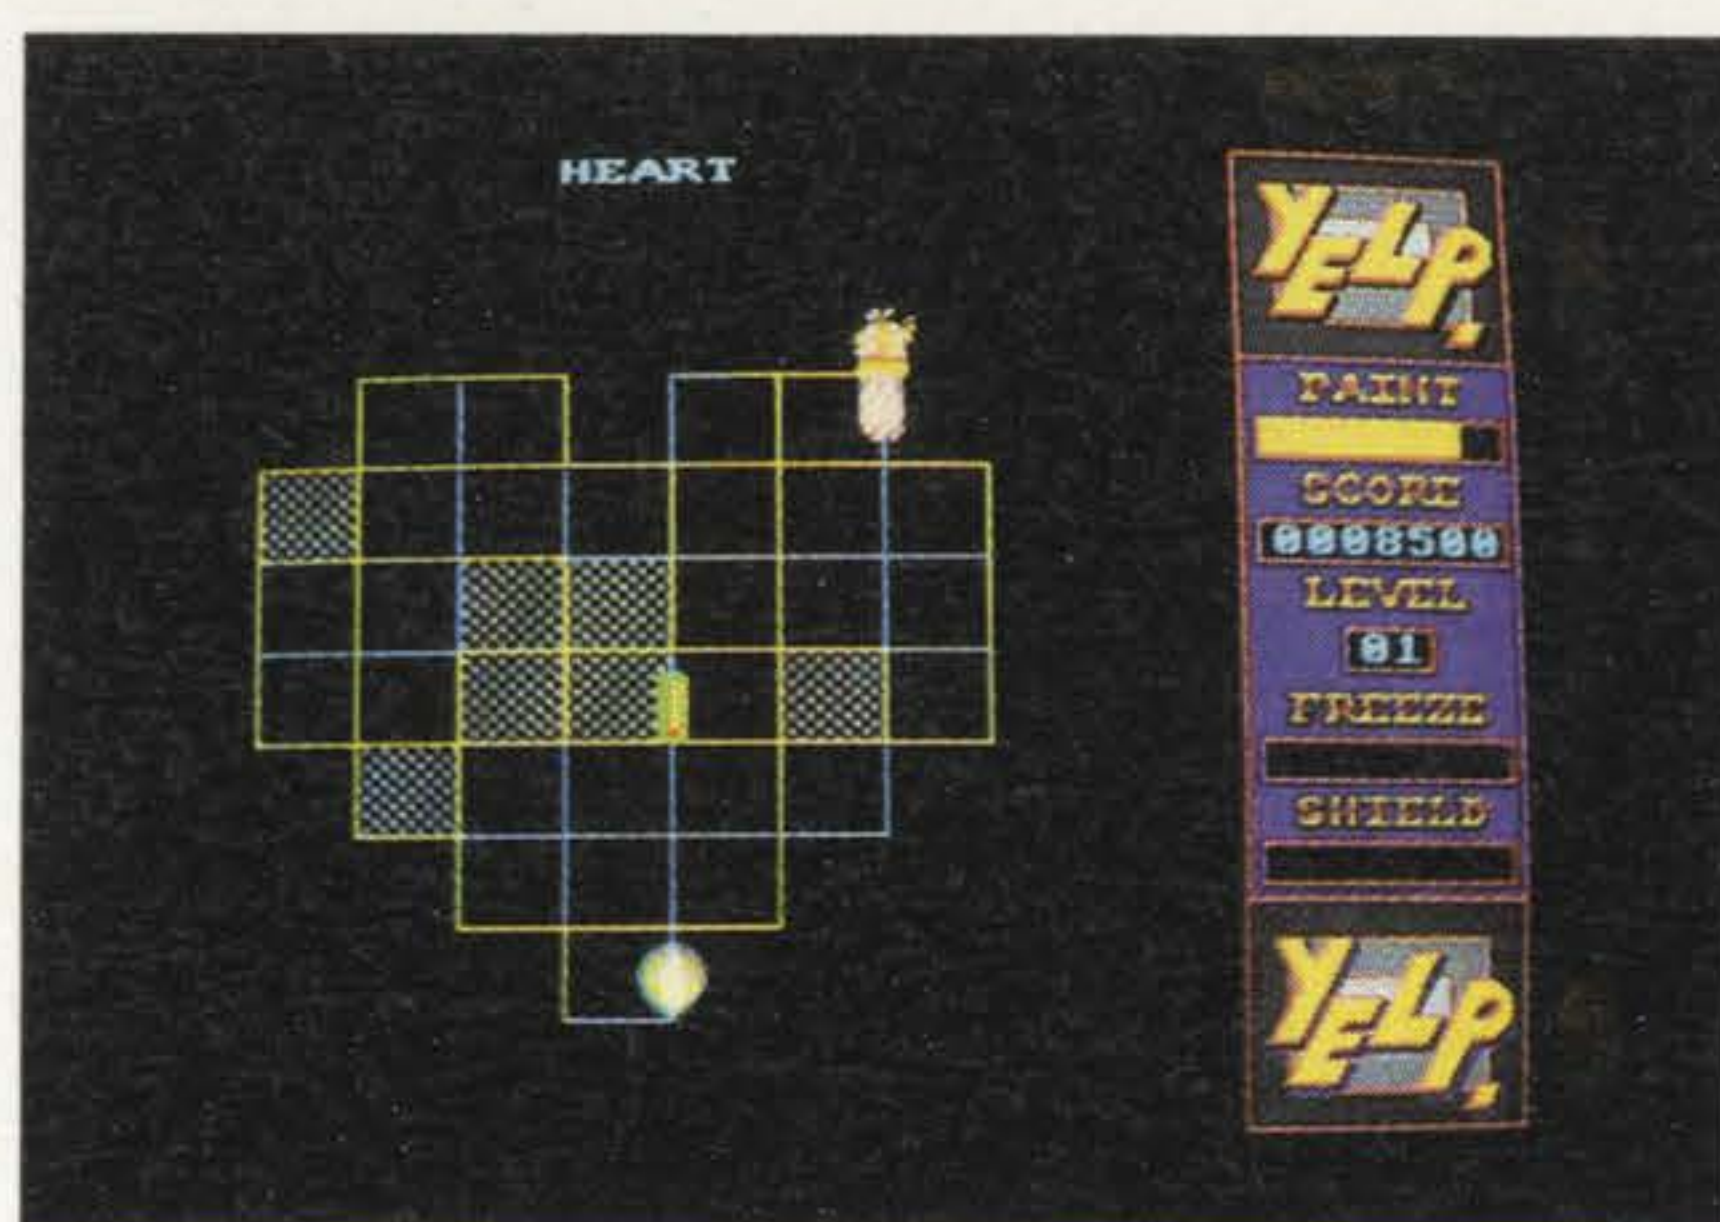 HEART
YELP.
PAINT
SCORE
0008500
LEVEL
01
FREEZE
SHIELD
YELP.